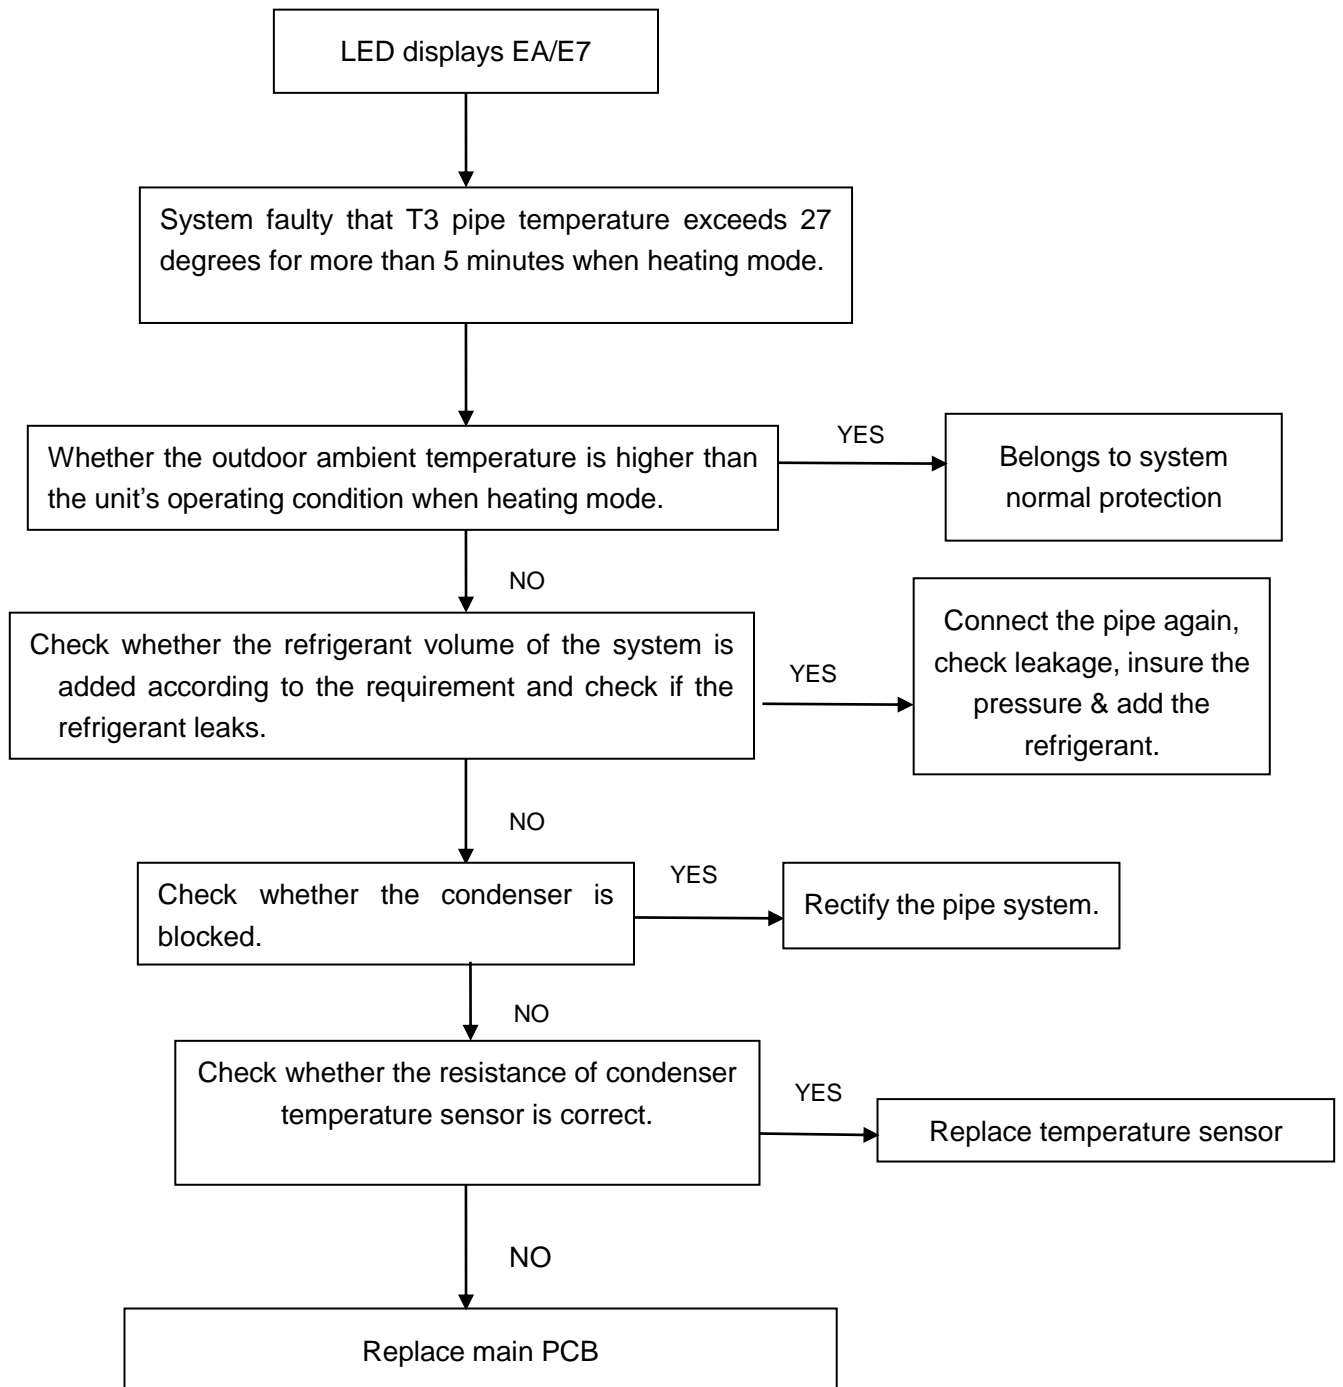 LED displays EA/E7
System faulty that T3 pipe temperature exceeds 27
degrees for more than 5 minutes when heating mode.
Whether the outdoor ambient temperature is higher than
the unit’s operating condition when heating mode.
YES
Belongs to system
normal protection
NO
Check whether the refrigerant volume of the system is
added according to the requirement and check if the
refrigerant leaks.
YES
Connect the pipe again,
check leakage, insure the
pressure & add the
refrigerant.
NO
Check whether the condenser is
blocked.
YES
Rectify the pipe system.
NO
Check whether the resistance of condenser
temperature sensor is correct.
YES
Replace temperature sensor
NO
Replace main PCB